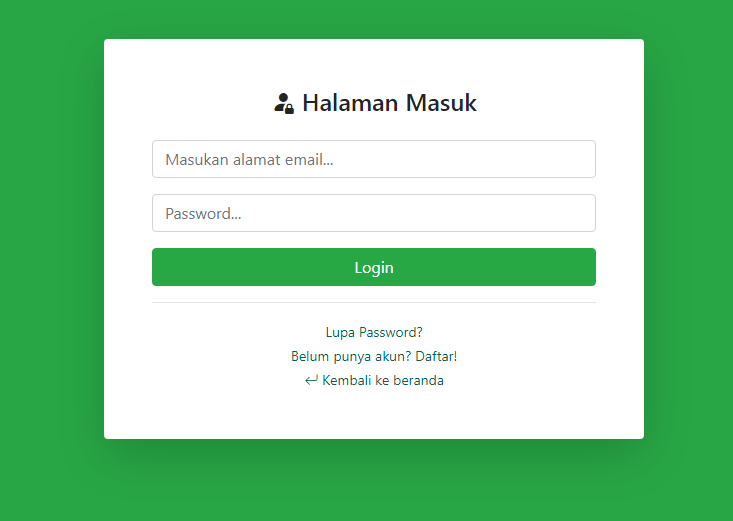 Halaman Masuk
Masukan alamat email...
Password...
Login
Lupa Password?
Belum punya akun? Daftar!
Kembali ke beranda